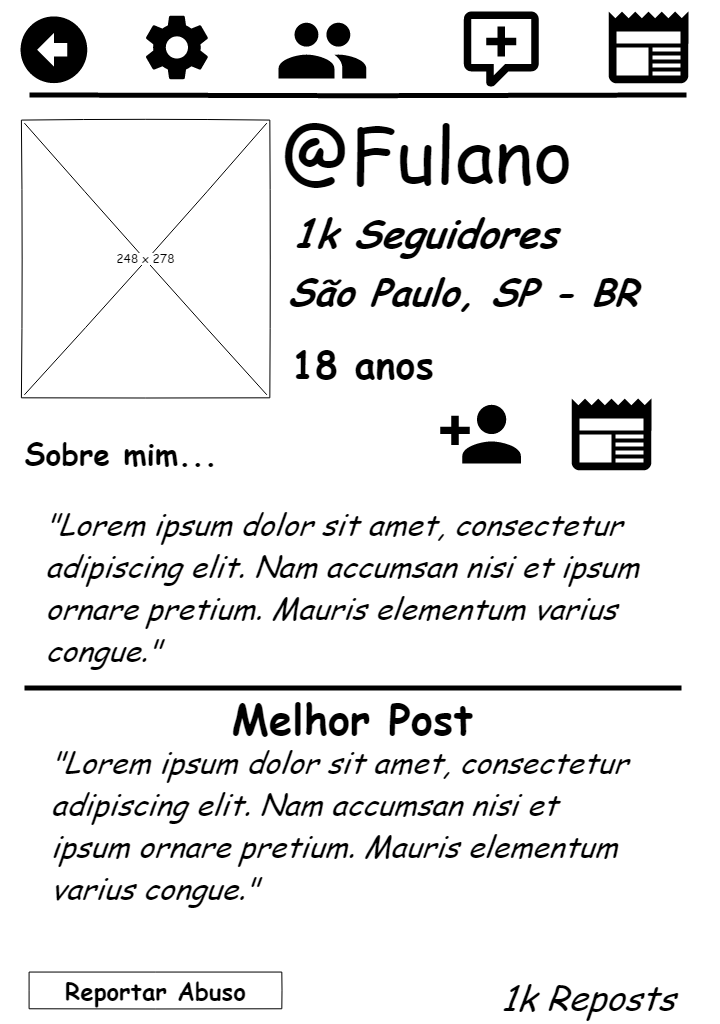 @Fulano
248 x 278
1k Seguidores
São Paulo, SP - BR
18 anos
Sobre mim...
"Lorem ipsum dolor sit amet, consectetur
adipiscing elit. Nam accumsan nisi et ipsum
ornare pretium. Mauris elementum varius
congue."
Melhor Post
"Lorem ipsum dolor sit amet, consectetur
adipiscing elit. Nam accumsan nisi et
ipsum ornare pretium. Mauris elementum
varius congue."
Reportar Abuso
1k Reposts